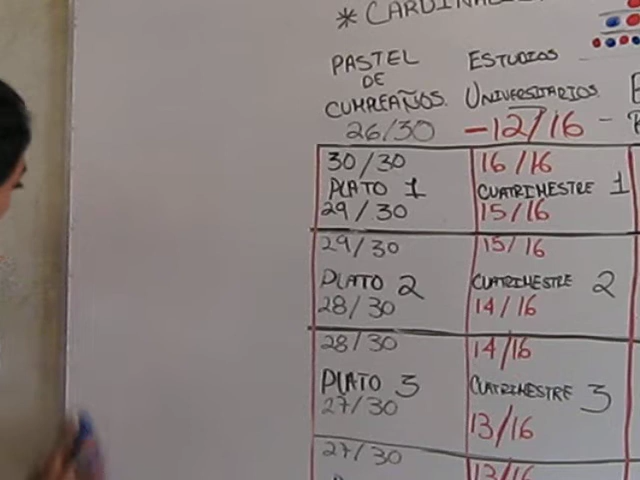 PASTEL
DE
CUMPEAÑOS.
26/30
30/30
PLATO 1
29/30
29/30
PLATO 2
28/30
28/30
PLATO 3
27/30
27/30
ESTUDIOS
UNIVERSITARIOS.
-12/16 -
16/16
CUATRIMESTRE 1
15/16
15/16
CUATRIMESTRE 2
14/16
14/16
CUATRIMESTRE 3
13/16
13/16